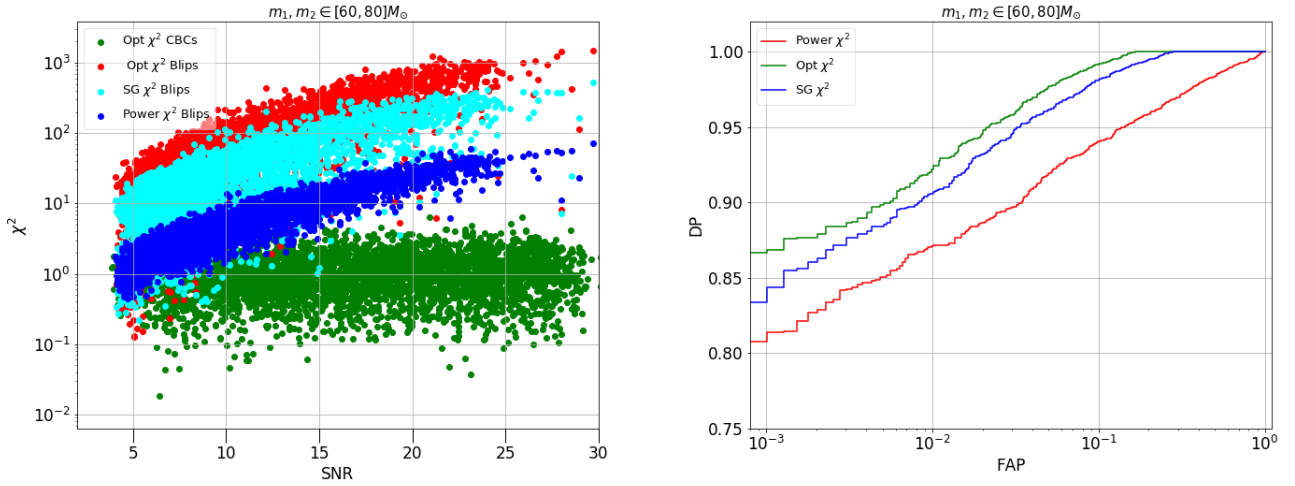 m₁, m₂ ∈ [60, 80]M⊙
Opt χ² CBCs
Opt χ² Blips
SG χ² Blips
Power χ² Blips
10³
10²
10¹
10⁰
10⁻¹
10⁻²
χ²
5 10 15 20 25 30
SNR
m₁, m₂ ∈ [60, 80]M⊙
Power χ²
Opt χ²
SG χ²
1.00
0.95
0.90
0.85
0.80
0.75
DP
10⁻³ 10⁻² 10⁻¹ 10⁰
FAP